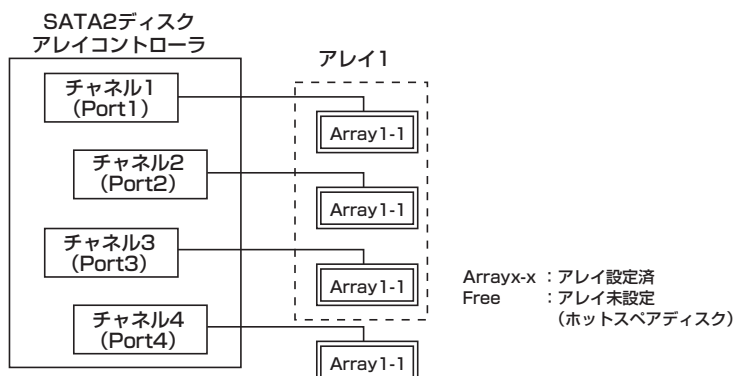 SATA2ディスク
アレイコントローラ
アレイ1
チャネル1
(Port1)
Array1-1
チャネル2
(Port2)
Array1-1
チャネル3
(Port3)
Array1-1
チャネル4
(Port4)
Array1-1
Arrayx-x :アレイ設定済
Free :アレイ未設定
(ホットスペアディスク)